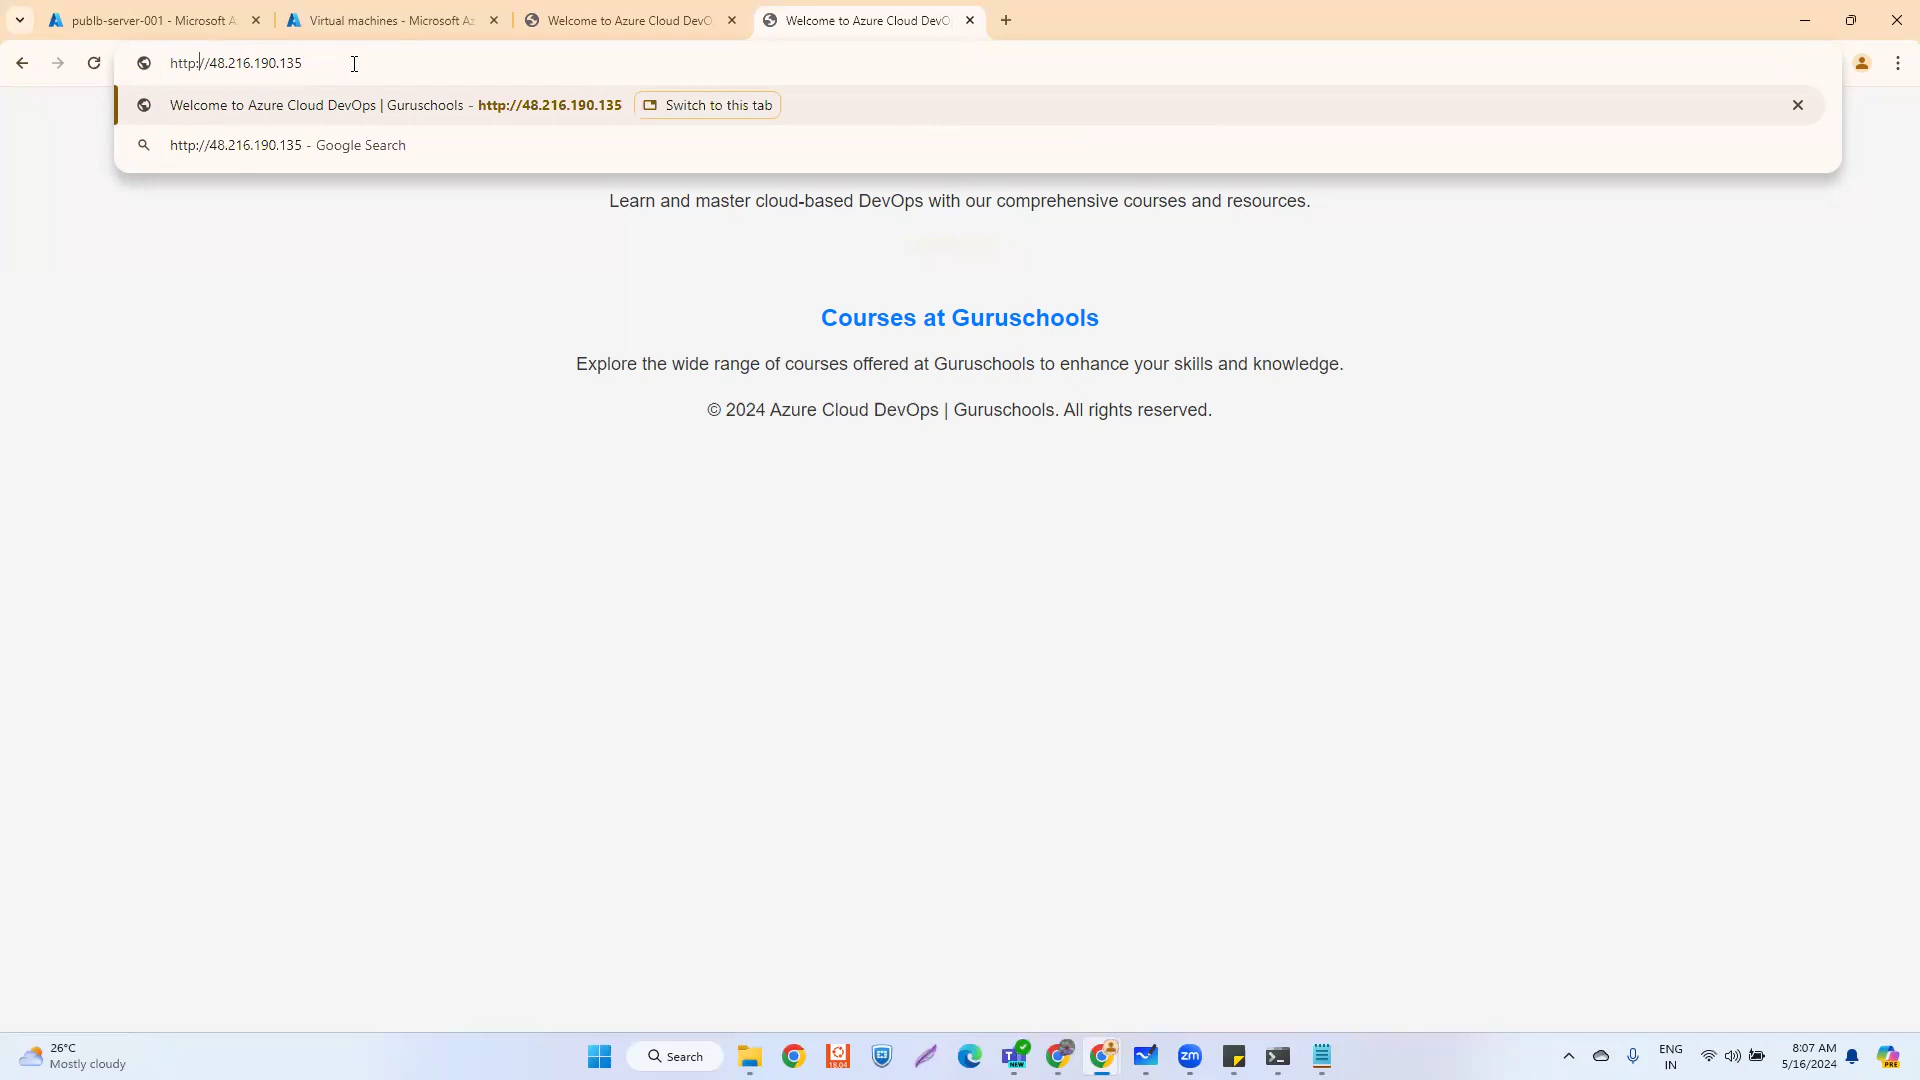 publb-server-001 - Microsoft A
Virtual machines - Microsoft Az
Welcome to Azure Cloud DevO
Welcome to Azure Cloud DevO
http://48.216.190.135
Welcome to Azure Cloud DevOps | Guruschools - http://48.216.190.135 Switch to this tab
http://48.216.190.135 - Google Search
Learn and master cloud-based DevOps with our comprehensive courses and resources.
Courses at Guruschools
Explore the wide range of courses offered at Guruschools to enhance your skills and knowledge.
© 2024 Azure Cloud DevOps | Guruschools. All rights reserved.
26°C
Mostly cloudy
Search
18.04
NEW
zm
ENG
IN
8:07 AM
5/16/2024
PRE